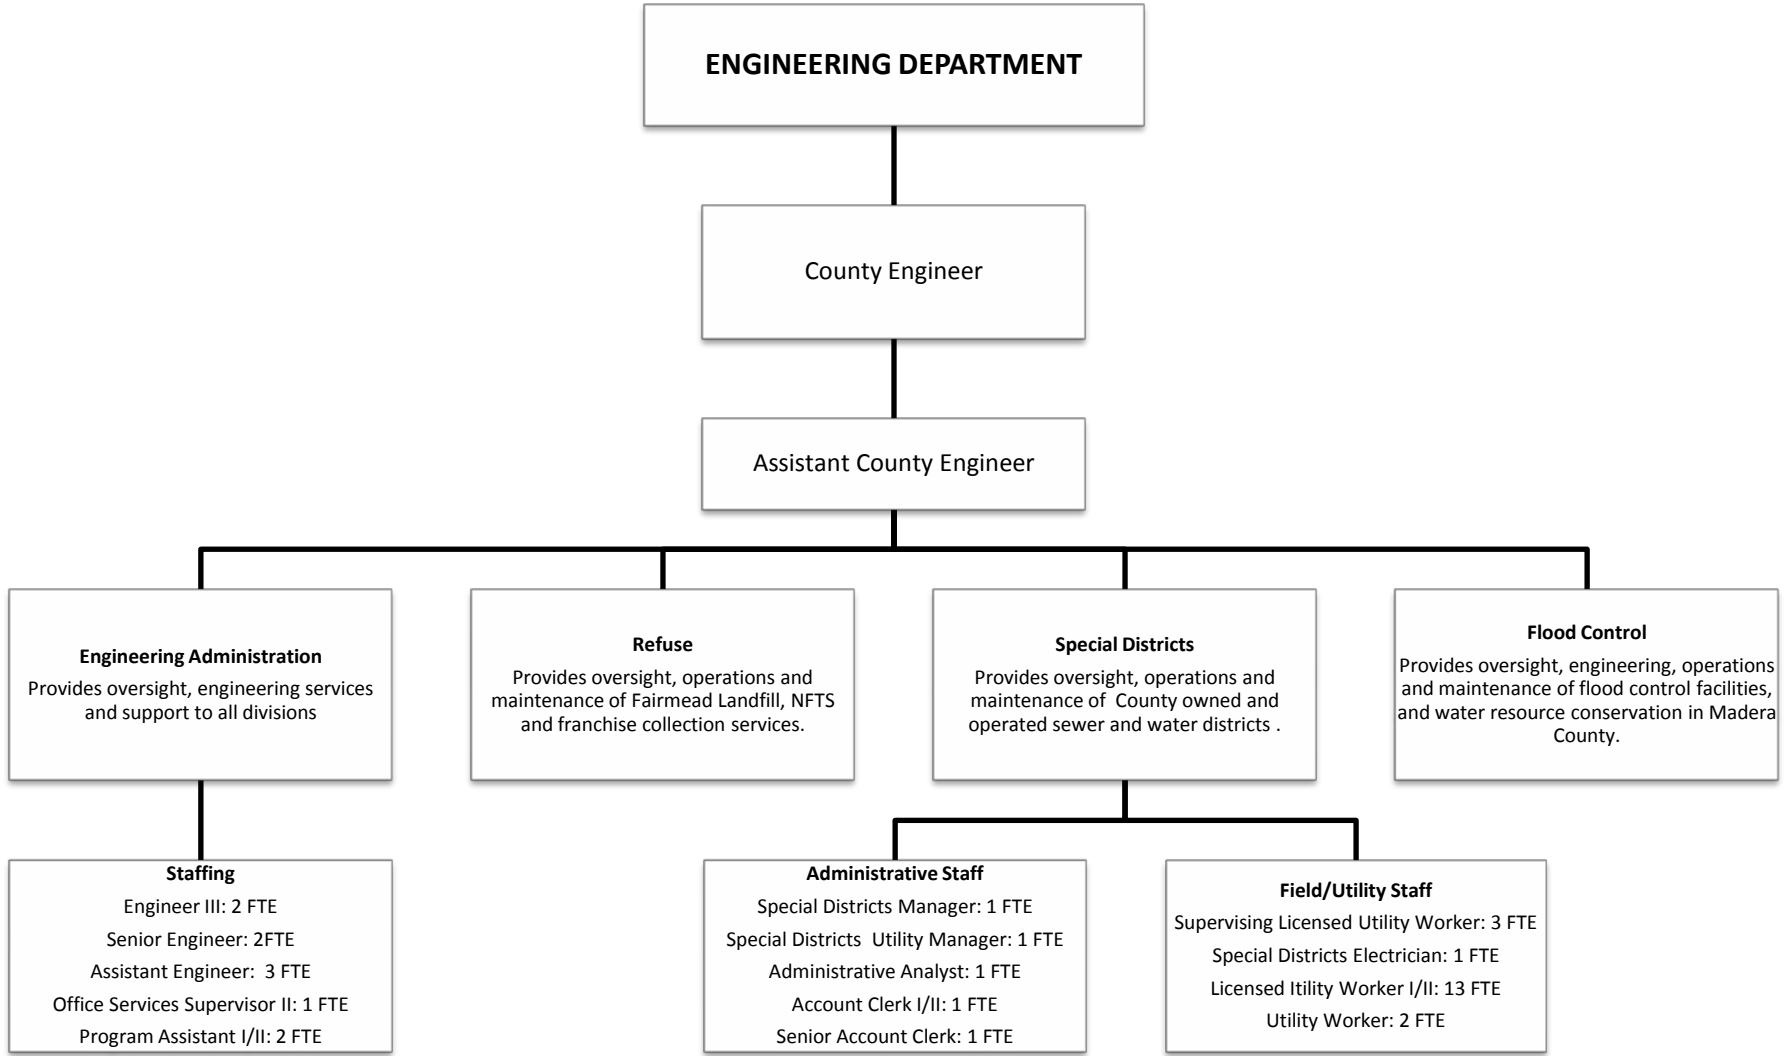 ENGINEERING DEPARTMENT
County Engineer
Assistant County Engineer
Engineering Administration
Provides oversight, engineering services
and support to all divisions
Refuse
Provides oversight, operations and
maintenance of Fairmead Landfill, NFTS
and franchise collection services.
Special Districts
Provides oversight, operations and
maintenance of County owned and
operated sewer and water districts .
Flood Control
Provides oversight, engineering, operations
and maintenance of flood control facilities,
and water resource conservation in Madera
County.
Staffing
Engineer III: 2 FTE
Senior Engineer: 2FTE
Assistant Engineer: 3 FTE
Office Services Supervisor II: 1 FTE
Program Assistant I/II: 2 FTE
Administrative Staff
Special Districts Manager: 1 FTE
Special Districts Utility Manager: 1 FTE
Administrative Analyst: 1 FTE
Account Clerk I/II: 1 FTE
Senior Account Clerk: 1 FTE
Field/Utility Staff
Supervising Licensed Utility Worker: 3 FTE
Special Districts Electrician: 1 FTE
Licensed Itility Worker I/II: 13 FTE
Utility Worker: 2 FTE